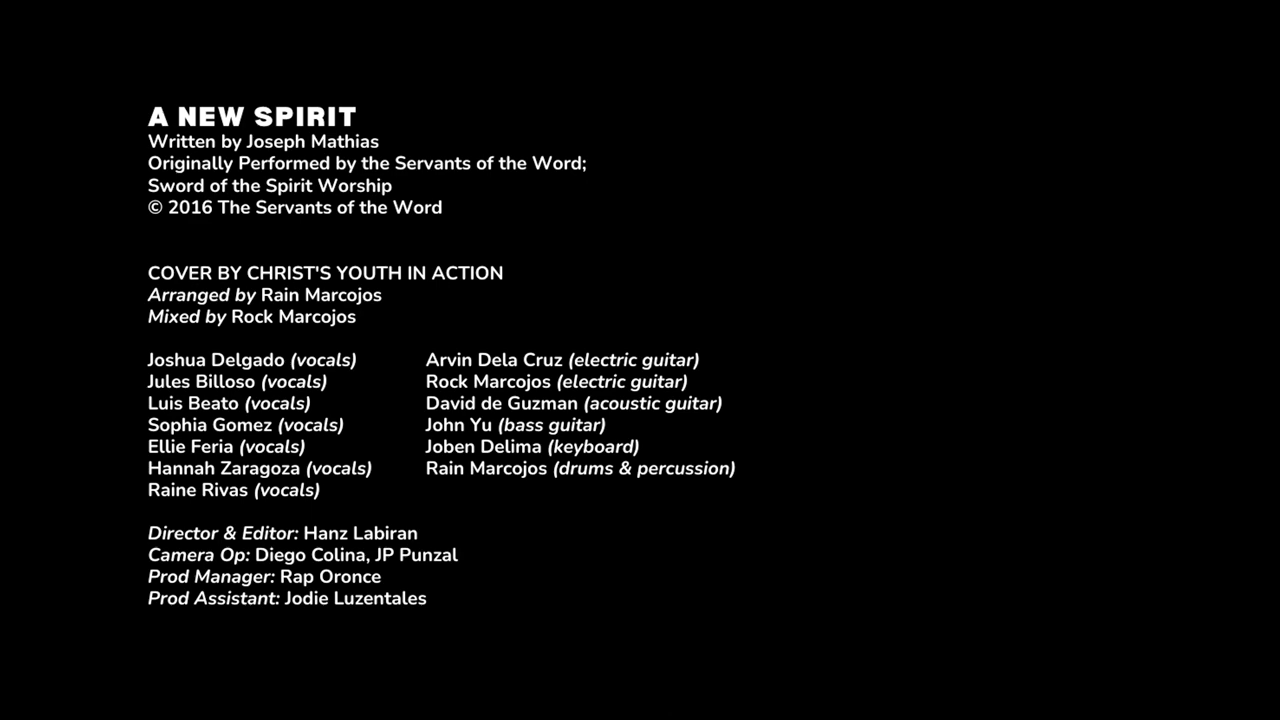 A NEW SPIRIT
Written by Joseph Mathias
Originally Performed by the Servants of the Word;
Sword of the Spirit Worship
© 2016 The Servants of the Word
COVER BY CHRIST'S YOUTH IN ACTION
Arranged by Rain Marcojos
Mixed by Rock Marcojos
Joshua Delgado (vocals)
Jules Billoso (vocals)
Luis Beato (vocals)
Sophia Gomez (vocals)
Ellie Feria (vocals)
Hannah Zaragoza (vocals)
Raine Rivas (vocals)
Arvin Dela Cruz (electric guitar)
Rock Marcojos (electric guitar)
David de Guzman (acoustic guitar)
John Yu (bass guitar)
Joben Delima (keyboard)
Rain Marcojos (drums & percussion)
Director & Editor: Hanz Labiran
Camera Op: Diego Colina, JP Punzal
Prod Manager: Rap Oronce
Prod Assistant: Jodie Luzentales